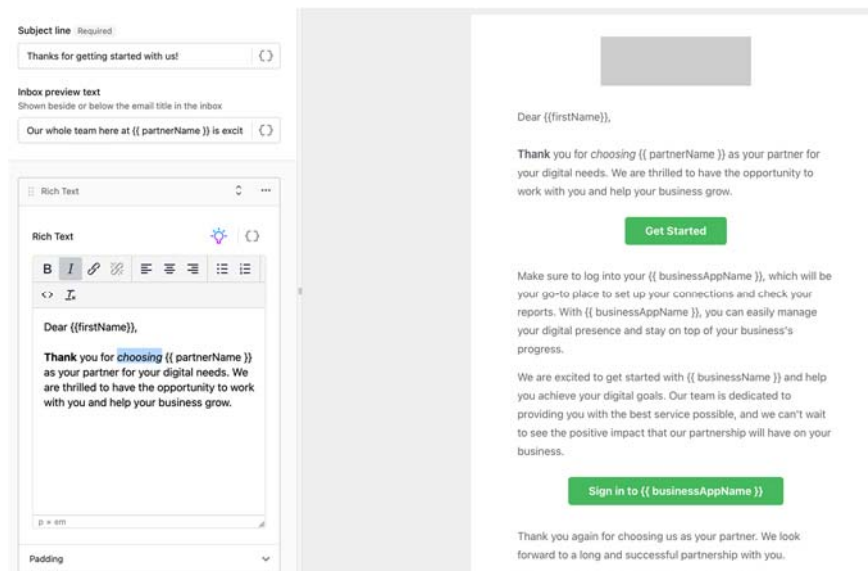 Subject line Required
Thanks for getting started with us!
Inbox preview text
Shown beside or below the email title in the inbox
Our whole team here at {{ partnerName }} is excit
Rich Text
Rich Text
B I
Dear {{firstName}},
Thank you for choosing {{ partnerName }}
as your partner for your digital needs. We
are thrilled to have the opportunity to work
with you and help your business grow.
p » em
Padding
Dear {{firstName}},
Thank you for choosing {{ partnerName }} as your partner for
your digital needs. We are thrilled to have the opportunity to
work with you and help your business grow.
Get Started
Make sure to log into your {{ businessAppName }}, which will be
your go-to place to set up your connections and check your
reports. With {{ businessAppName }}, you can easily manage
your digital presence and stay on top of your business's
progress.
We are excited to get started with {{ businessName }} and help
you achieve your digital goals. Our team is dedicated to
providing you with the best service possible, and we can't wait
to see the positive impact that our partnership will have on your
business.
Sign in to {{ businessAppName }}
Thank you again for choosing us as your partner. We look
forward to a long and successful partnership with you.